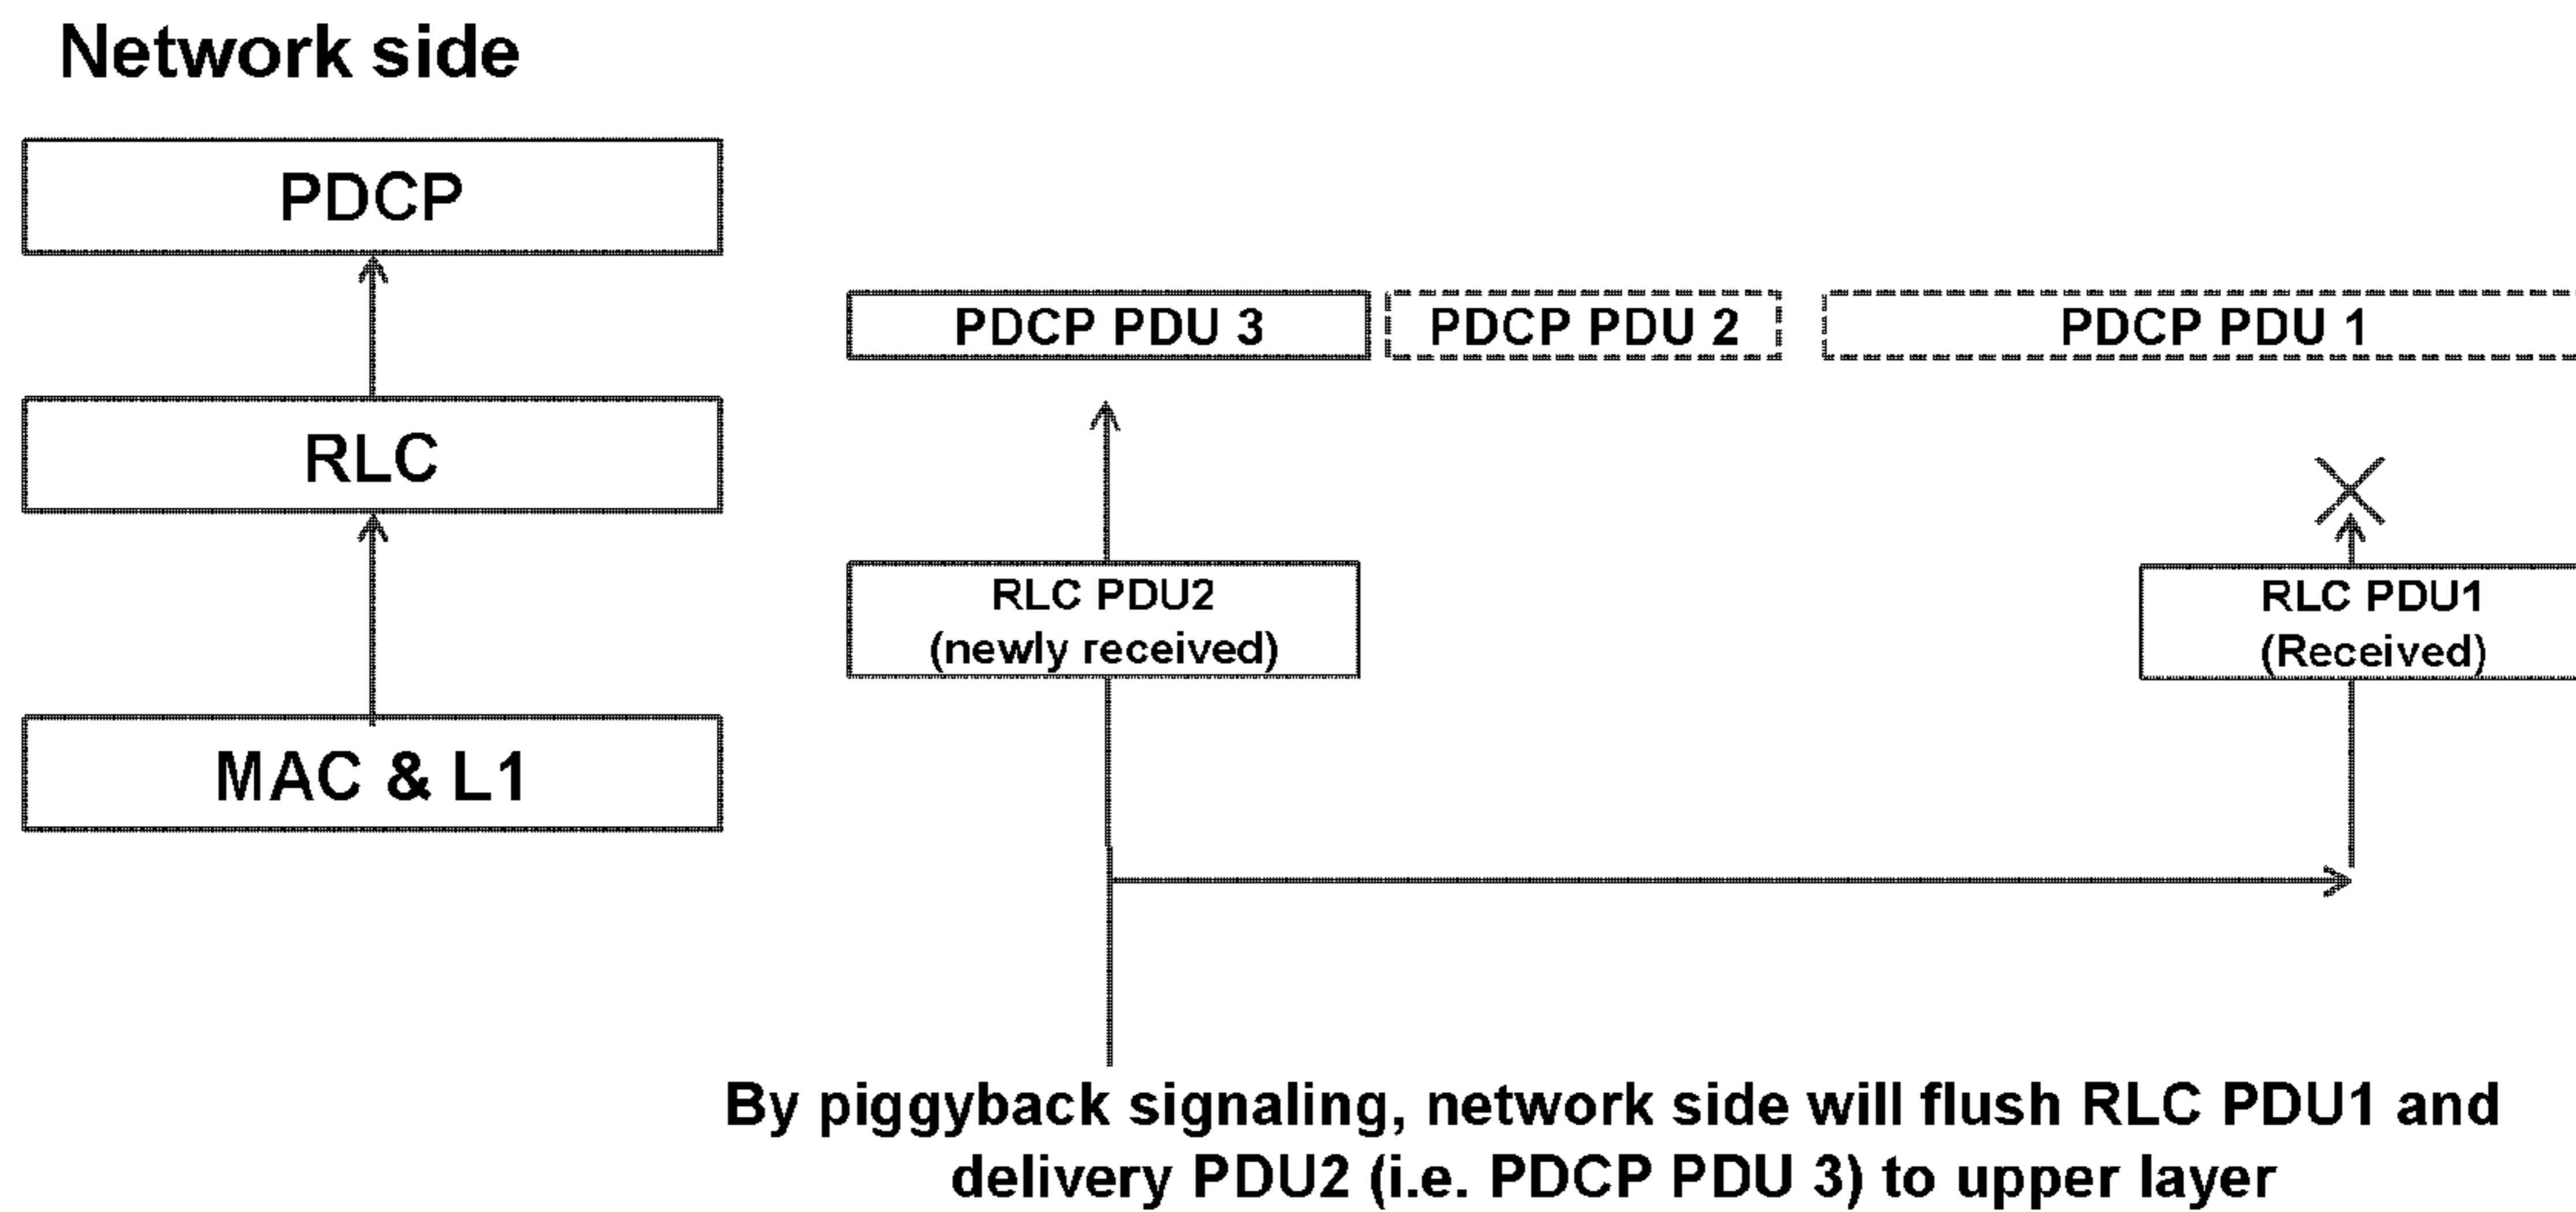 Network side
PDCP
PDCP PDU 3
PDCP PDU 2
PDCP PDU 1
RLC
RLC PDU2
(newly received)
RLC PDU1
(Received)
MAC & L1
By piggyback signaling, network side will flush RLC PDU1 and
delivery PDU2 (i.e. PDCP PDU 3) to upper layer